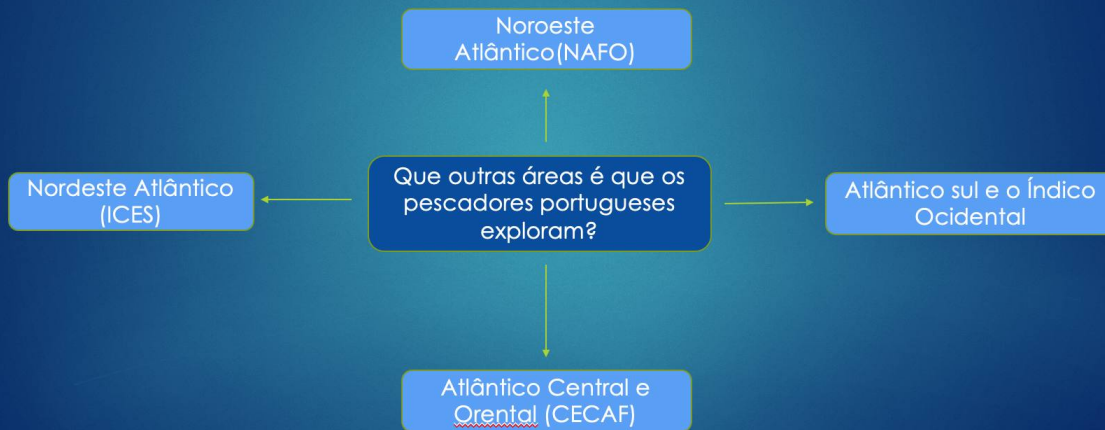 Noroeste
Atlântico(NAFO)
Nordeste Atlântico
(ICES)
Que outras áreas é que os
pescadores portugueses
exploram?
Atlântico sul e o Índico
Ocidental
Atlântico Central e
Orental (CECAF)